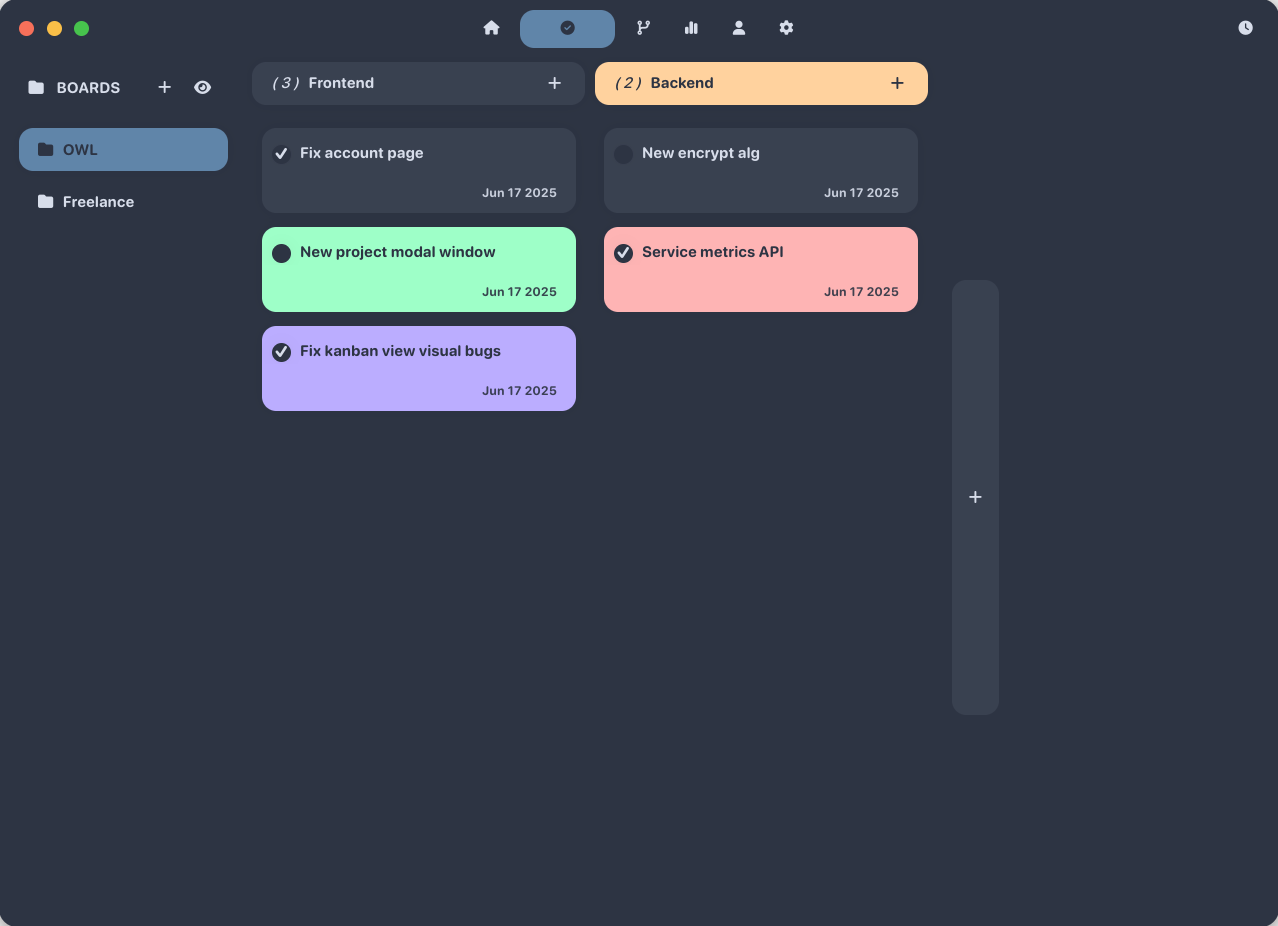 BOARDS
OWL
Freelance
(3) Frontend
Fix account page
Jun 17 2025
New project modal window
Jun 17 2025
Fix kanban view visual bugs
Jun 17 2025
(2) Backend
New encrypt alg
Jun 17 2025
Service metrics API
Jun 17 2025